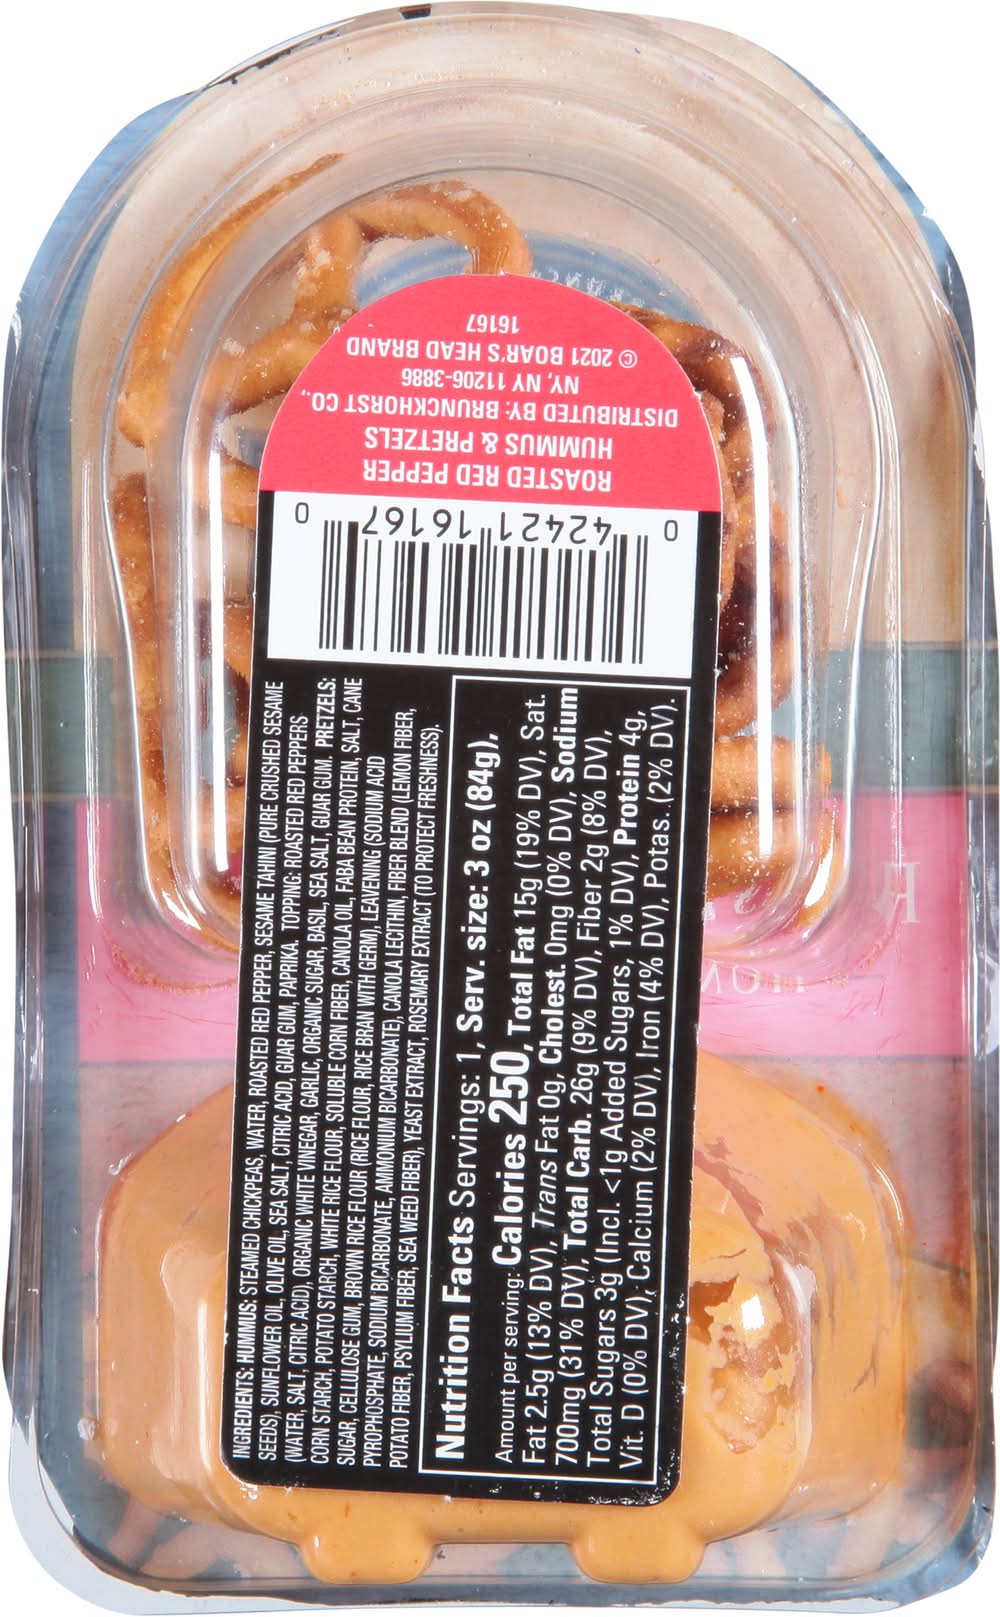 ROASTED RED PEPPER
HUMMUS & PRETZELS
DISTRIBUTED BY: BRUNCKHORST CO.,
NY, NY 11206-3886
© 2021 BOAR'S HEAD BRAND
16167
0 42421 16167 0
INGREDIENTS: HUMMUS: STEAMED CHICKPEAS, WATER, ROASTED RED PEPPER, SESAME TAHINI (PURE CRUSHED SESAME
SEEDS), SUNFLOWER OIL, OLIVE OIL, SEA SALT, CITRIC ACID, GUAR GUM, PAPRIKA. TOPPING: ROASTED RED PEPPERS
(WATER, SALT, CITRIC ACID), ORGANIC WHITE VINEGAR, GARLIC, ORGANIC SUGAR, BASIL, SEA SALT, GUAR GUM. PRETZELS:
CORN STARCH, POTATO STARCH, WHITE RICE FLOUR, SOLUBLE CORN FIBER, CANOLA OIL, FABA BEAN PROTEIN, SALT, CANE
SUGAR, CELLULOSE GUM, BROWN RICE FLOUR (RICE FLOUR, RICE BRAN WITH GERM), LEAVENING (SODIUM ACID
PYROPHOSPHATE, SODIUM BICARBONATE, AMMONIUM BICARBONATE), CANOLA LECITHIN, FIBER BLEND (LEMON FIBER,
POTATO FIBER, PSYLLIUM FIBER, SEA WEED FIBER), YEAST EXTRACT, ROSEMARY EXTRACT (TO PROTECT FRESHNESS).
Nutrition Facts Servings: 1, Serv. size: 3 oz (84g),
Amount per serving: Calories 250, Total Fat 15g (19% DV), Sat.
Fat 2.5g (13% DV), Trans Fat 0g, Cholest. 0mg (0% DV), Sodium
700mg (31% DV), Total Carb. 26g (9% DV), Fiber 2g (8% DV),
Total Sugars 3g (Incl. <1g Added Sugars, 1% DV), Protein 4g,
Vit. D (0% DV), Calcium (2% DV), Iron (4% DV), Potas. (2% DV).